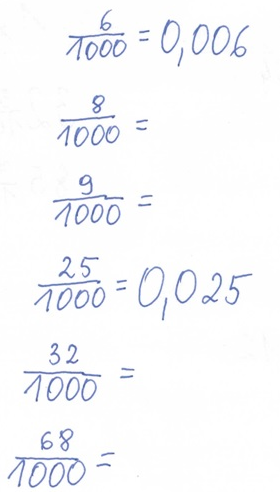 6/1000 = 0,006
8/1000 =
9/1000 =
25/1000 = 0,025
32/1000 =
68/1000 =